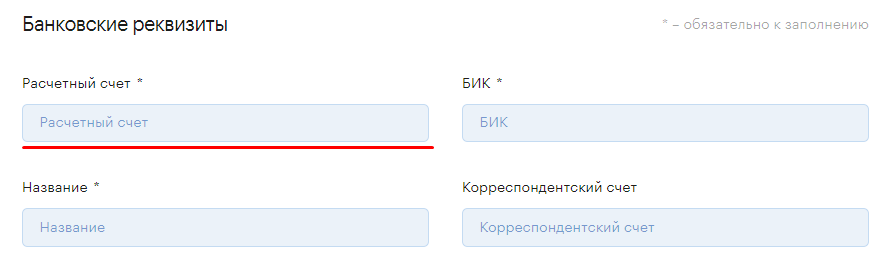 Банковские реквизиты
* – обязательно к заполнению
Расчетный счет *
БИК *
Расчетный счет
БИК
Название *
Корреспондентский счет
Название
Корреспондентский счет